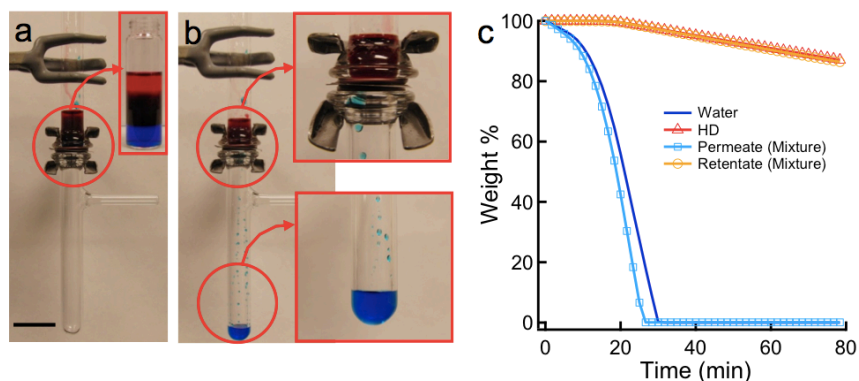 a
b
c
100
80
60
40
20
0
Weight %
Water
HD
Permeate (Mixture)
Retentate (Mixture)
0
20
40
60
80
Time (min)